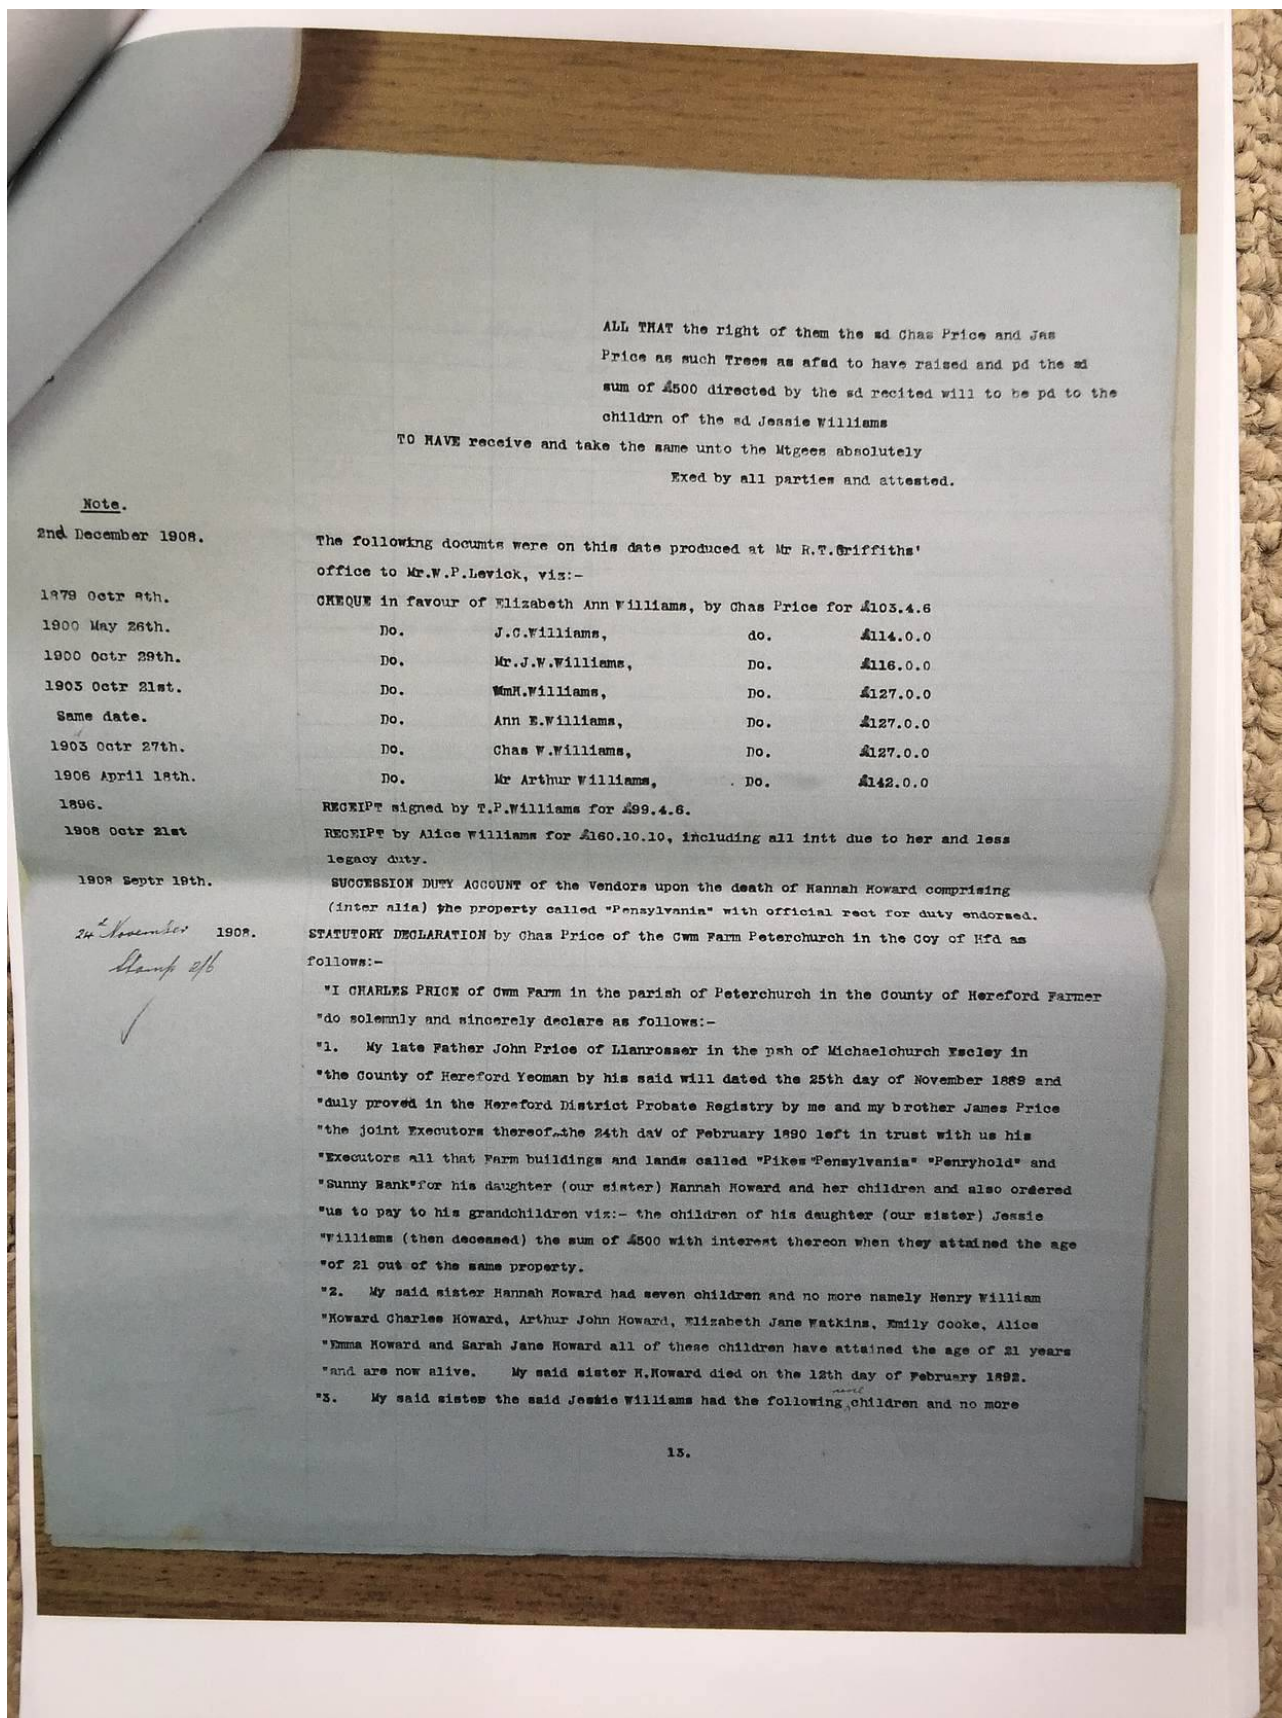 ALL THAT the right of them the sd Chas Price and Jas
Price as such Trees as afsd to have raised and pd the sd
sum of £500 directed by the sd recited will to be pd to the
childrn of the sd Jessie Williams
TO HAVE receive and take the same unto the Mtgees absolutely
Exed by all parties and attested.
Note.
2nd December 1908. The following documts were on this date produced at Mr R.T.Griffiths'
office to Mr.W.P.Levick, viz:-
1879 Octr 8th. CHEQUE in favour of Elizabeth Ann Williams, by Chas Price for £103.4.6
1900 May 26th. Do. J.C.Williams, do. £114.0.0
1900 Octr 29th. Do. Mr.J.W.Williams, Do. £116.0.0
1903 Octr 21st. Do. WmH.Williams, Do. £127.0.0
Same date. Do. Ann E.Williams, Do. £127.0.0
1903 Octr 27th. Do. Chas W.Williams, Do. £127.0.0
1906 April 18th. Do. Mr Arthur Williams, Do. £142.0.0
1896. RECEIPT signed by T.P.Williams for £99.4.6.
1908 Octr 21st RECEIPT by Alice Williams for £160.10.10, including all intt due to her and less
legacy duty.
1908 Septr 19th. SUCCESSION DUTY ACCOUNT of the Vendors upon the death of Hannah Howard comprising
(inter alia) the property called "Pensylvania" with official rect for duty endorsed.
24th November 1908. STATUTORY DECLARATION by Chas Price of the Cwm Farm Peterchurch in the Coy of Hfd as
Stamp 2/6 follows:-
"I CHARLES PRICE of Cwm Farm in the parish of Peterchurch in the County of Hereford Farmer
"do solemnly and sincerely declare as follows:-
"1. My late Father John Price of Llanrosser in the psh of Michaelchurch Escley in
"the County of Hereford Yeoman by his said will dated the 25th day of November 1889 and
"duly proved in the Hereford District Probate Registry by me and my brother James Price
"the joint Executors thereof the 24th day of February 1890 left in trust with us his
"Executors all that Farm buildings and lands called "Pikes "Pensylvania" "Penryhold" and
"Sunny Bank"for his daughter (our sister) Hannah Howard and her children and also ordered
"us to pay to his grandchildren viz:- the children of his daughter (our sister) Jessie
"Williams (then deceased) the sum of £500 with interest thereon when they attained the age
"of 21 out of the same property.
"2. My said sister Hannah Howard had seven children and no more namely Henry William
"Howard Charles Howard, Arthur John Howard, Elizabeth Jane Watkins, Emily Cooke, Alice
"Emma Howard and Sarah Jane Howard all of these children have attained the age of 21 years
"and are now alive. My said sister H.Howard died on the 12th day of February 1892.
"3. My said sister the said Jessie Williams had the following children and no more
13.